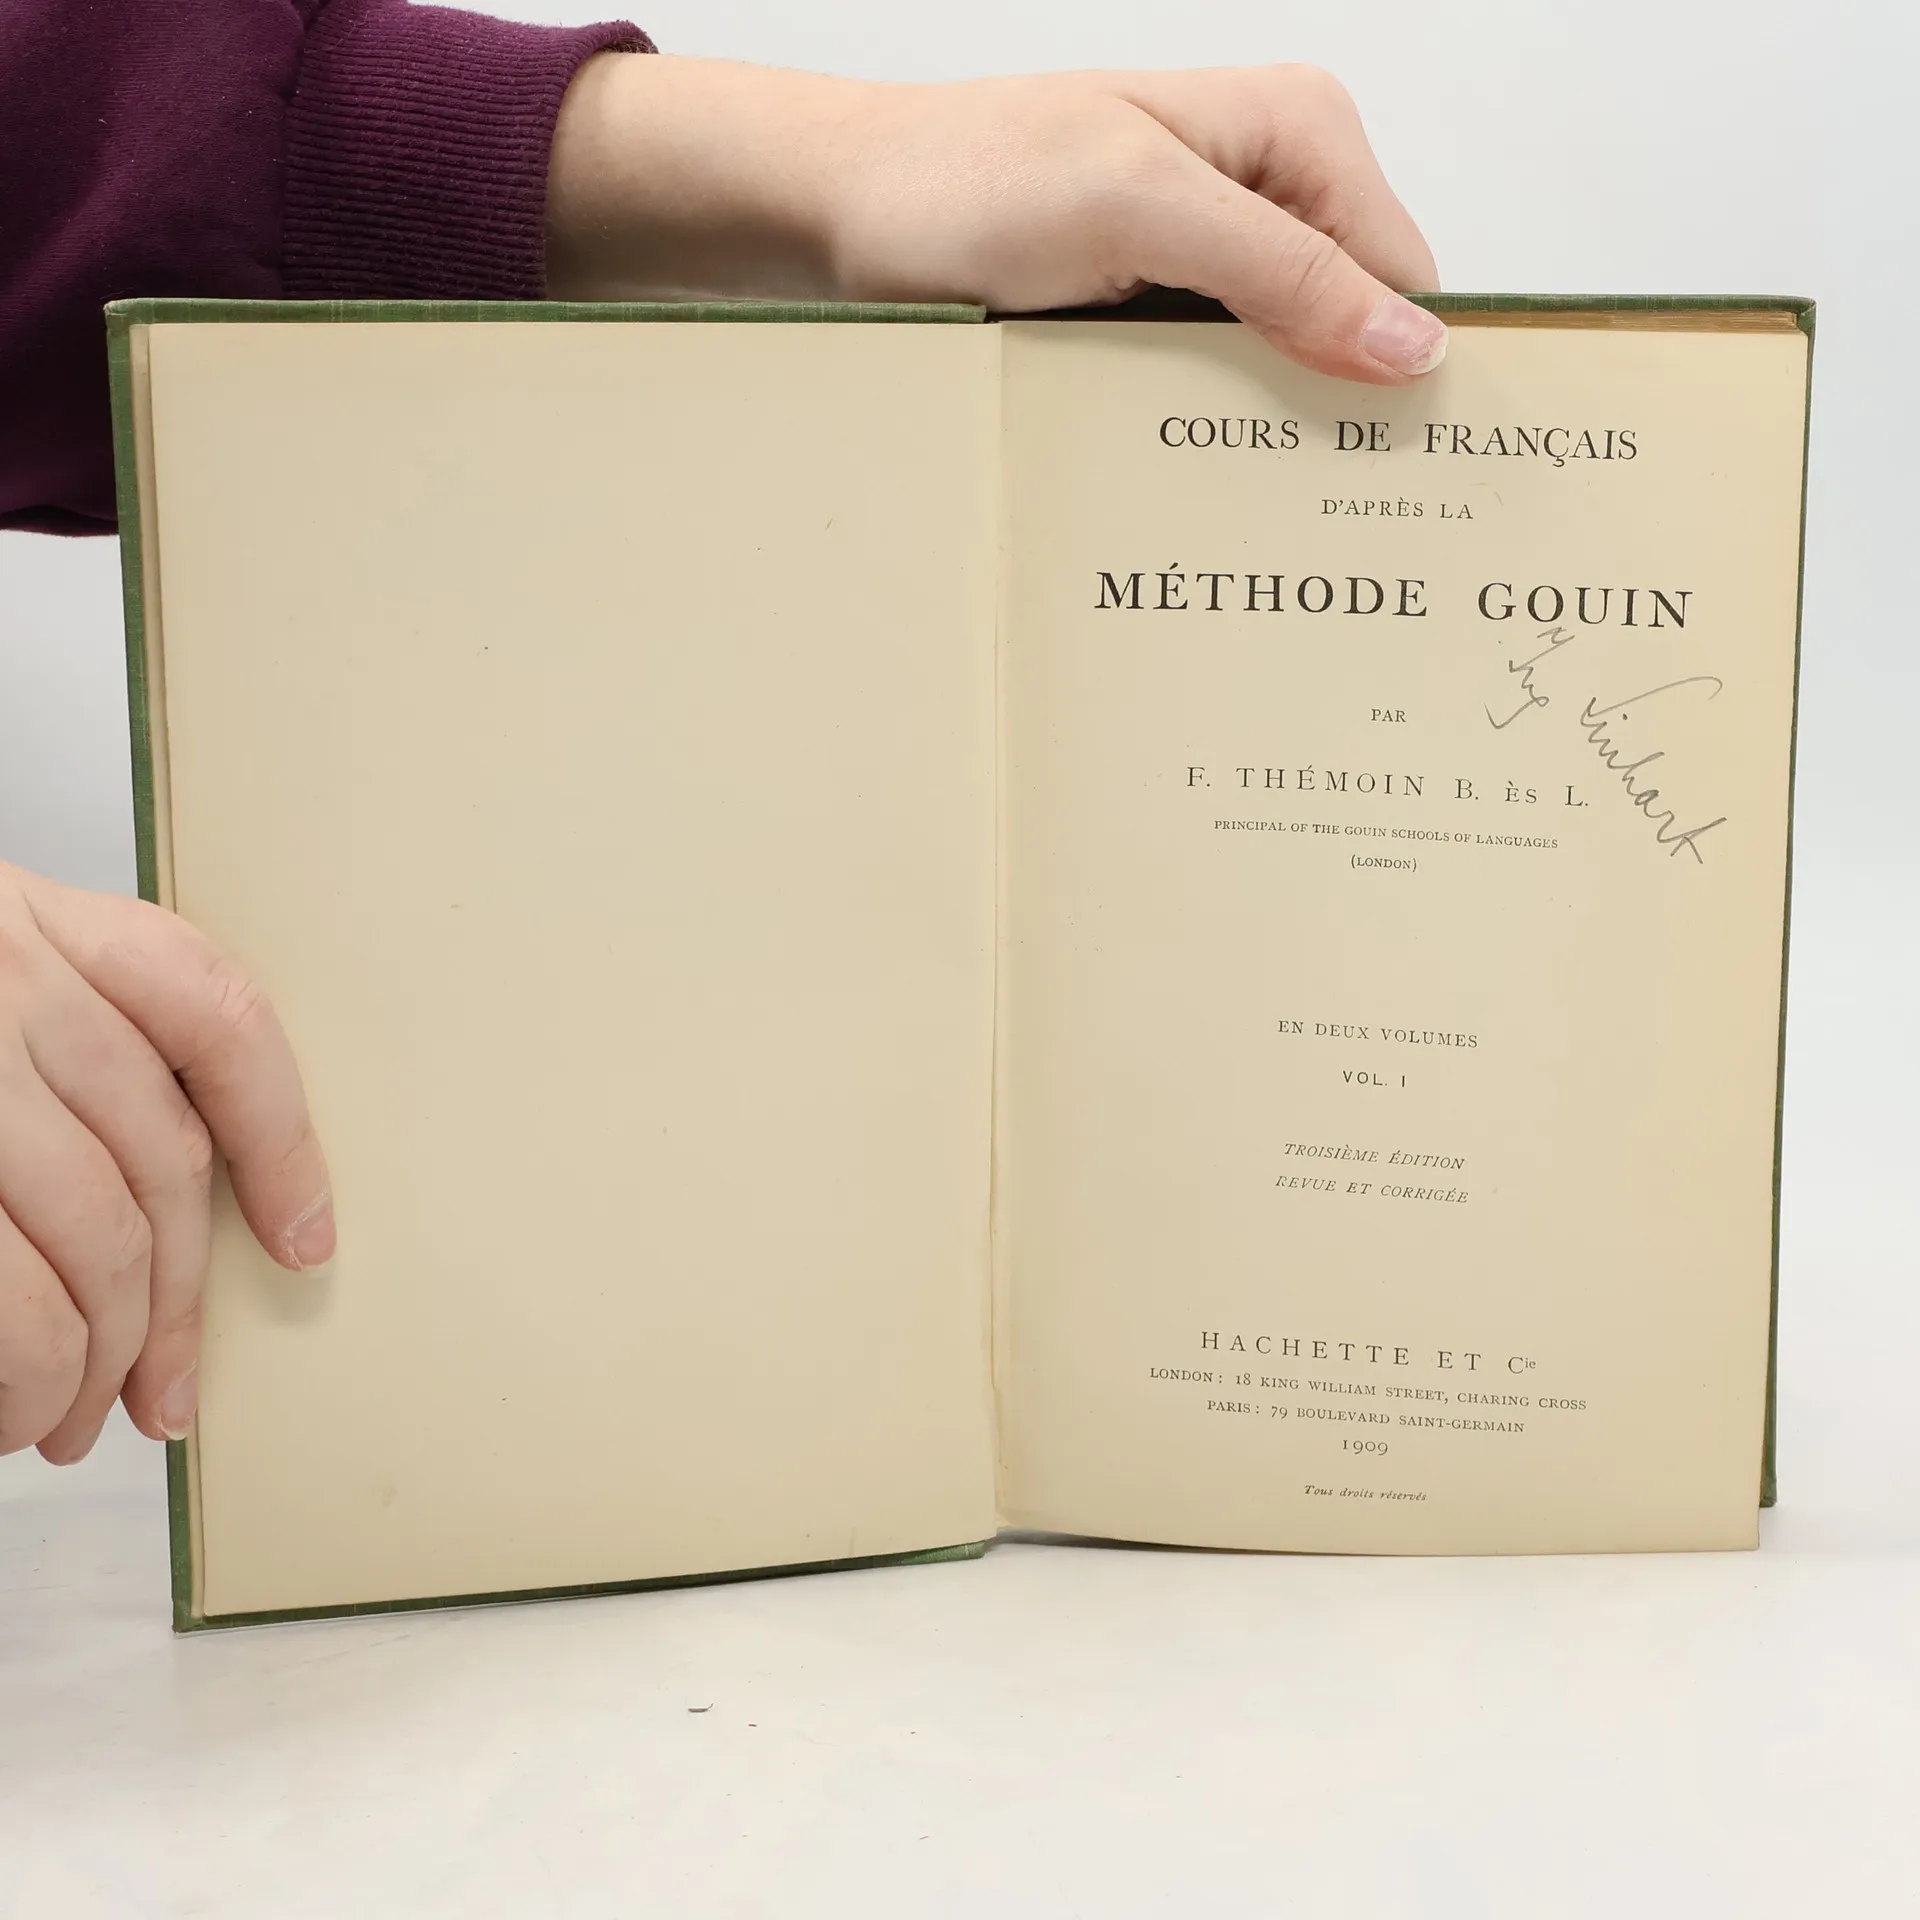 COURS DE FRANÇAIS
D'APRÈS LA
MÉTHODE GOUIN
PAR
F. THÉMOIN B. ÈS L.
PRINCIPAL OF THE GOUIN SCHOOLS OF LANGUAGES
(LONDON)
EN DEUX VOLUMES
VOL. I
TROISIÈME ÉDITION
REVUE ET CORRIGÉE
HACHETTE ET Cie
LONDON: 18 KING WILLIAM STREET, CHARING CROSS
PARIS: 79 BOULEVARD SAINT-GERMAIN
1909
Tous droits réservés